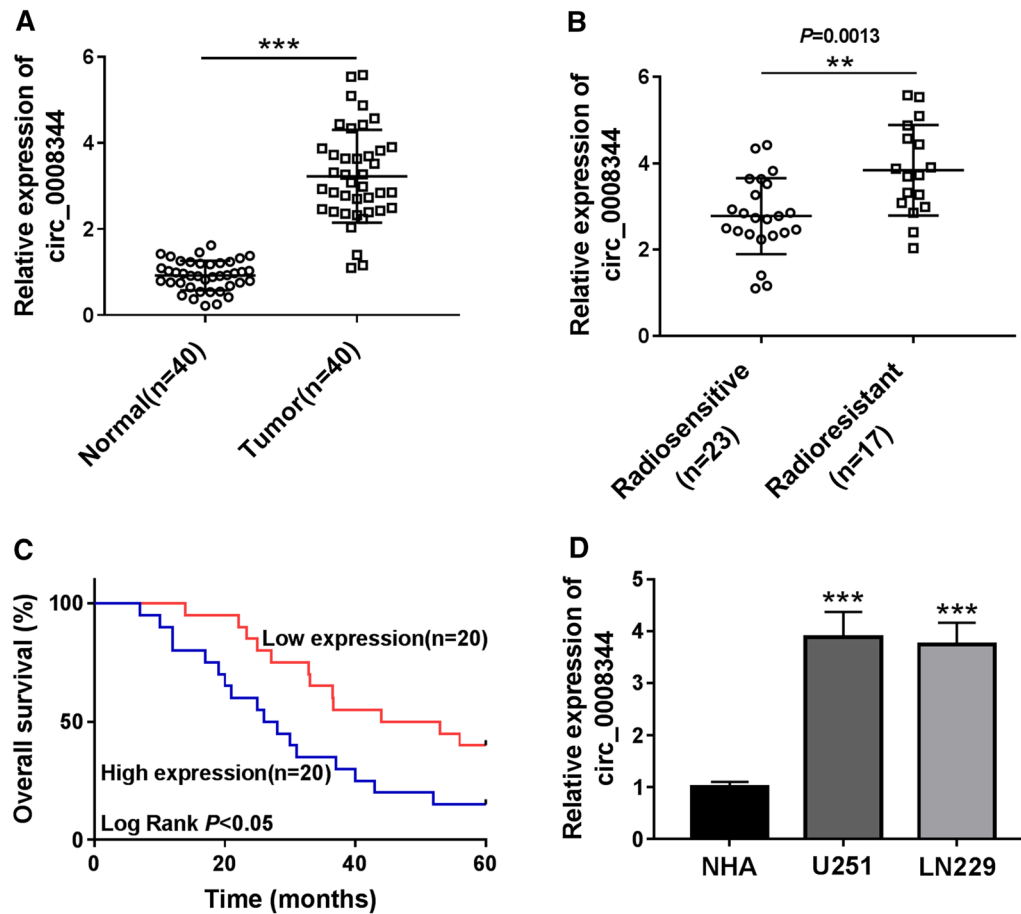 A
Relative expression of
circ_0008344
6
4
2
0
***
Normal(n=40)
Tumor(n=40)
B
Relative expression of
circ_0008344
6
4
2
0
P=0.0013
**
Radiosensitive
(n=23)
Radioresistant
(n=17)
C
Overall survival (%)
100
50
0
Low expression(n=20)
High expression(n=20)
Log Rank P<0.05
0 20 40 60
Time (months)
D
Relative expression of
circ_0008344
5
4
3
2
1
0
***
***
NHA U251 LN229